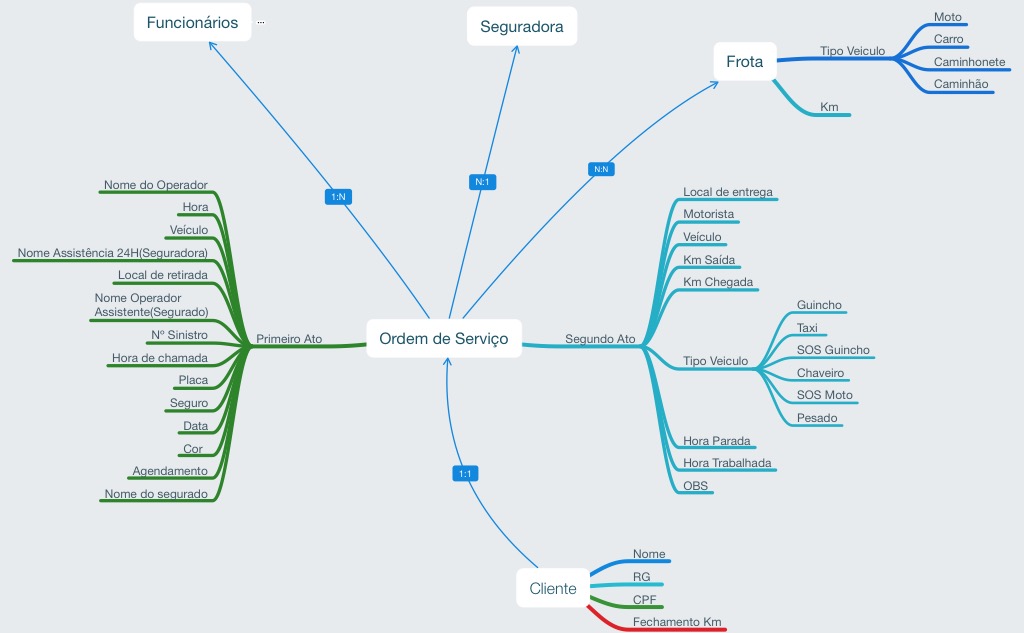 Funcionários
...
Seguradora
Frota
Tipo Veiculo
Moto
Carro
Caminhonete
Caminhão
Km
1:N
N:1
N:N
Nome do Operador
Hora
Veículo
Nome Assistência 24H(Seguradora)
Local de retirada
Nome Operador
Assistente(Segurado)
Nº Sinistro
Hora de chamada
Placa
Seguro
Data
Cor
Agendamento
Nome do segurado
Primeiro Ato
Ordem de Serviço
Segundo Ato
Local de entrega
Motorista
Veículo
Km Saída
Km Chegada
Tipo Veiculo
Guincho
Taxi
SOS Guincho
Chaveiro
SOS Moto
Pesado
Hora Parada
Hora Trabalhada
OBS
1:1
Cliente
Nome
RG
CPF
Fechamento Km